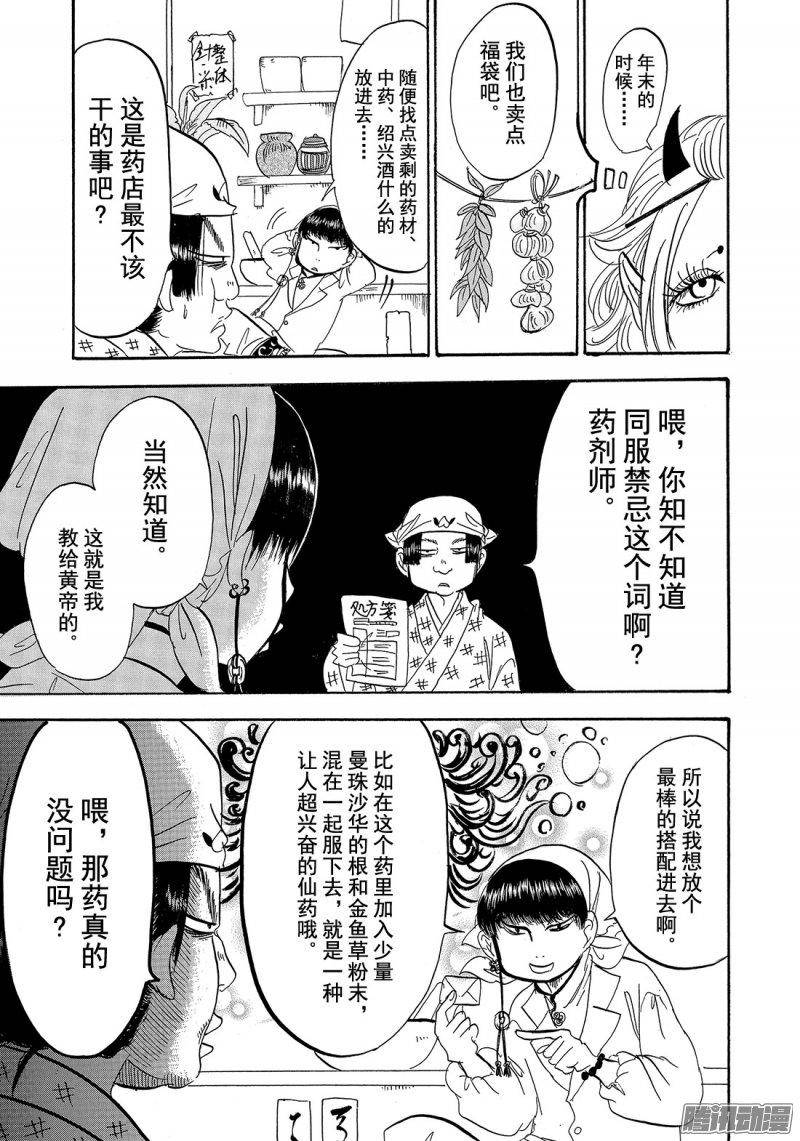 年末的
时候……
我们也卖点
福袋吧。
随便找点卖剩的药材、
中药、绍兴酒什么的
放进去……
整体
针·灸
这是药店最不该
干的事吧？
喂，你知不知道
同服禁忌这个词啊？
药剂师。
处方箋
当然知道。
这就是我
教给黄帝的。
所以说我想放个
最棒的搭配进去啊。
比如在这个药里加入少量
曼珠沙华的根和金鱼草粉末，
混在一起服下去，就是一种
让人超兴奋的仙药哦。
喂，那药真的
没问题吗？
腾讯动漫